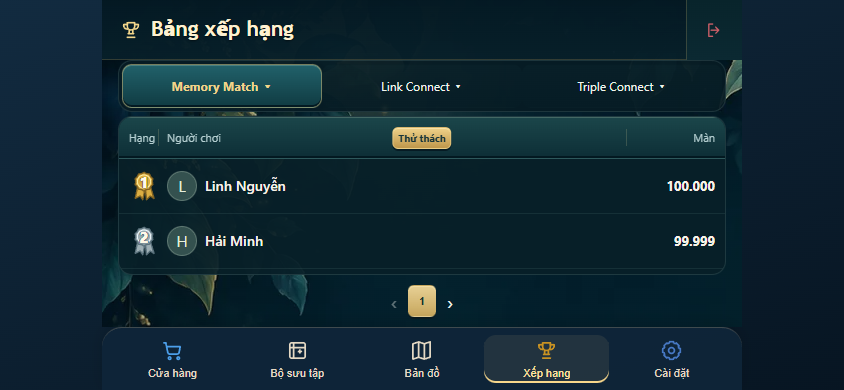 Bảng xếp hạng
Memory Match Link Connect Triple Connect
Hạng Người chơi Thử thách Màn
1 L Linh Nguyễn 100.000
2 H Hải Minh 99.999
‹ 1 ›
Cửa hàng Bộ sưu tập Bản đồ Xếp hạng Cài đặt